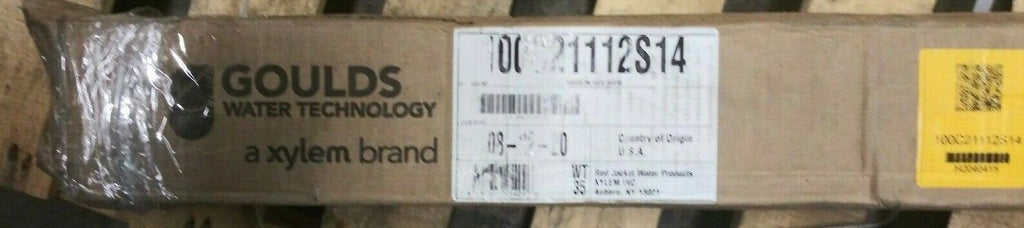 GOULDS
WATER TECHNOLOGY
a xylem brand
100C21112S14
Country of Origin
U.S.A.
WT
35
Red Jacket Water Products
XYLEM INC
Auburn, NY 13021
100C21112S14